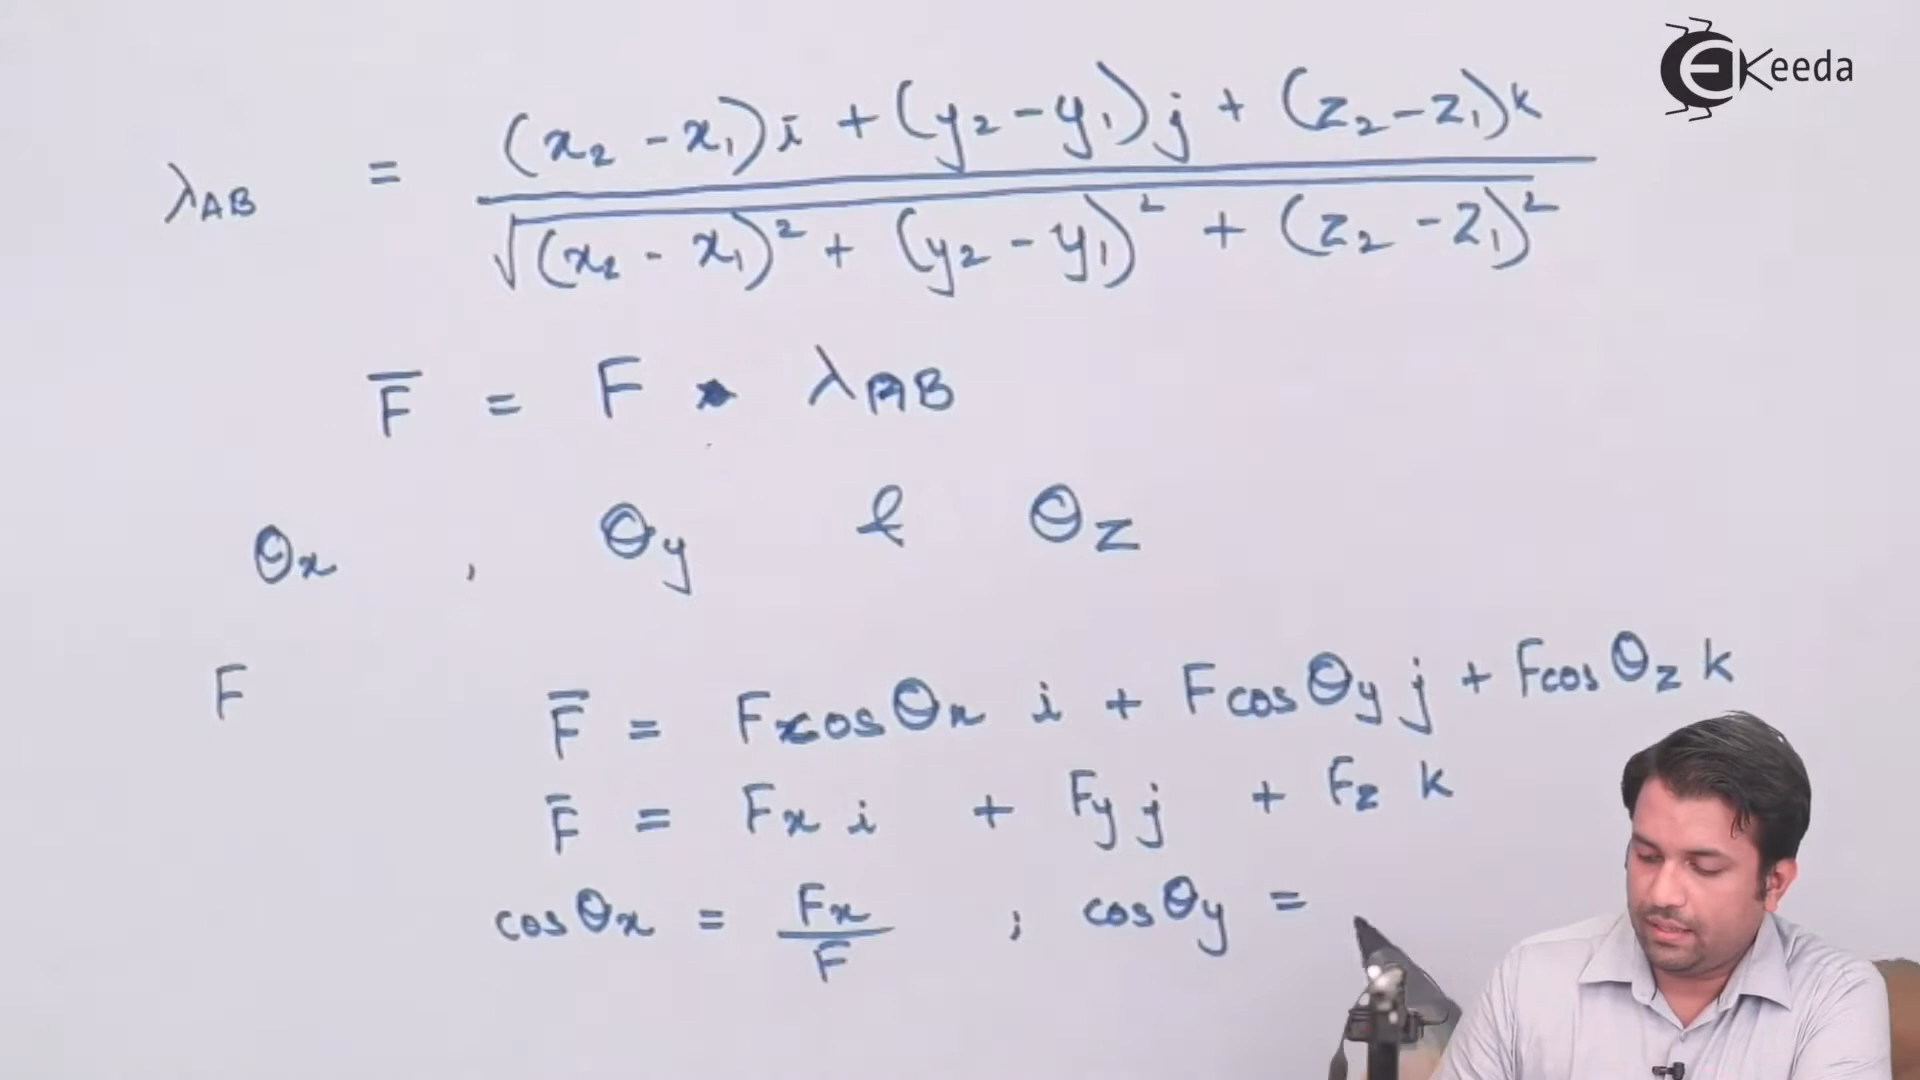 EKeeda
λAB = (x₂ - x₁)i + (y₂ - y₁)j + (z₂ - z₁)k
√(x₂ - x₁)² + (y₂ - y₁)² + (z₂ - z₁)²
F̅ = F · λAB
θx , θy & θz
F F̅ = F cos θx i + F cos θy j + F cos θz k
F̅ = Fx i + Fy j + Fz k
cos θx = Fx / F ; cos θy =